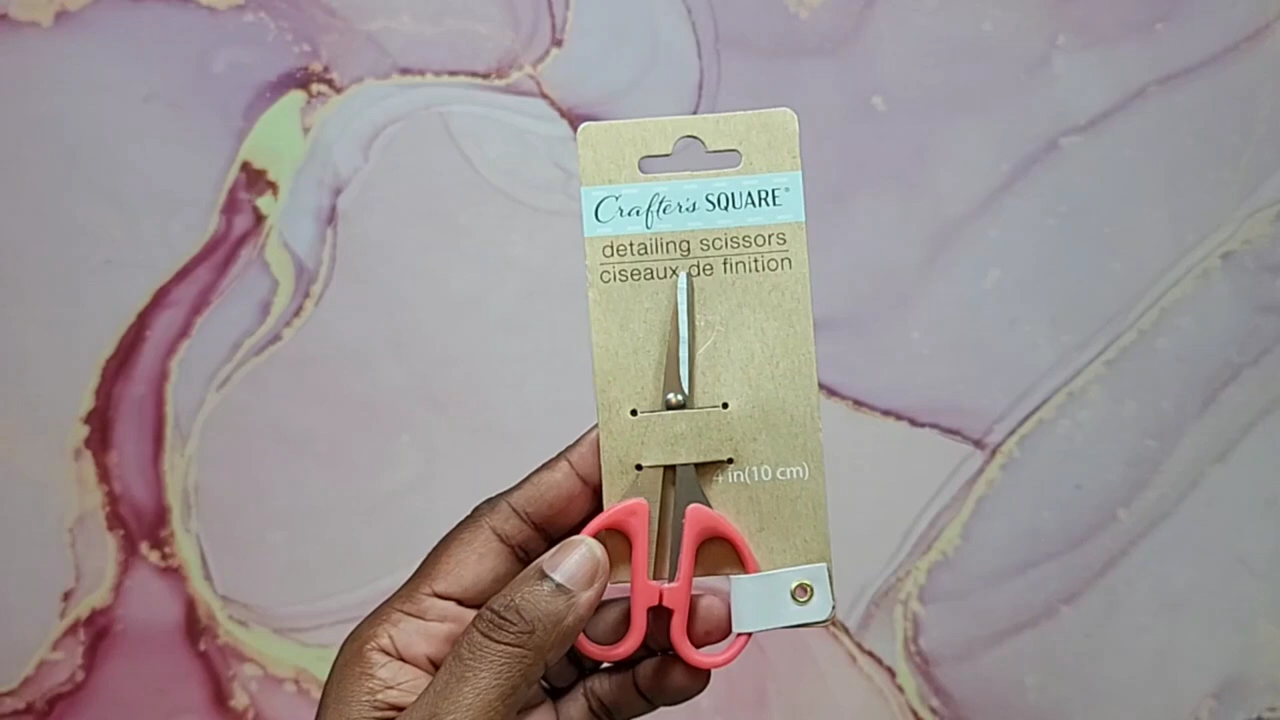 Crafter's SQUARE®
detailing scissors
ciseaux de finition
4 in(10 cm)